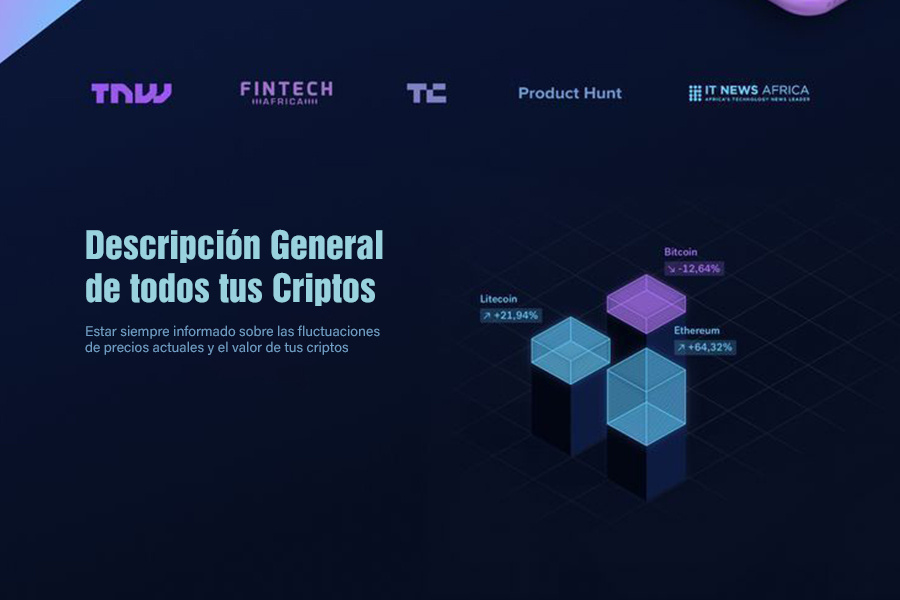 TNW
FINTECH
AFRICA
TC
Product Hunt
IT NEWS AFRICA
AFRICA'S TECHNOLOGY NEWS LEADER
Descripción General
de todos tus Criptos
Estar siempre informado sobre las fluctuaciones
de precios actuales y el valor de tus criptos
Bitcoin
↘ -12,64%
Litecoin
↗ +21,94%
Ethereum
↗ +64,32%